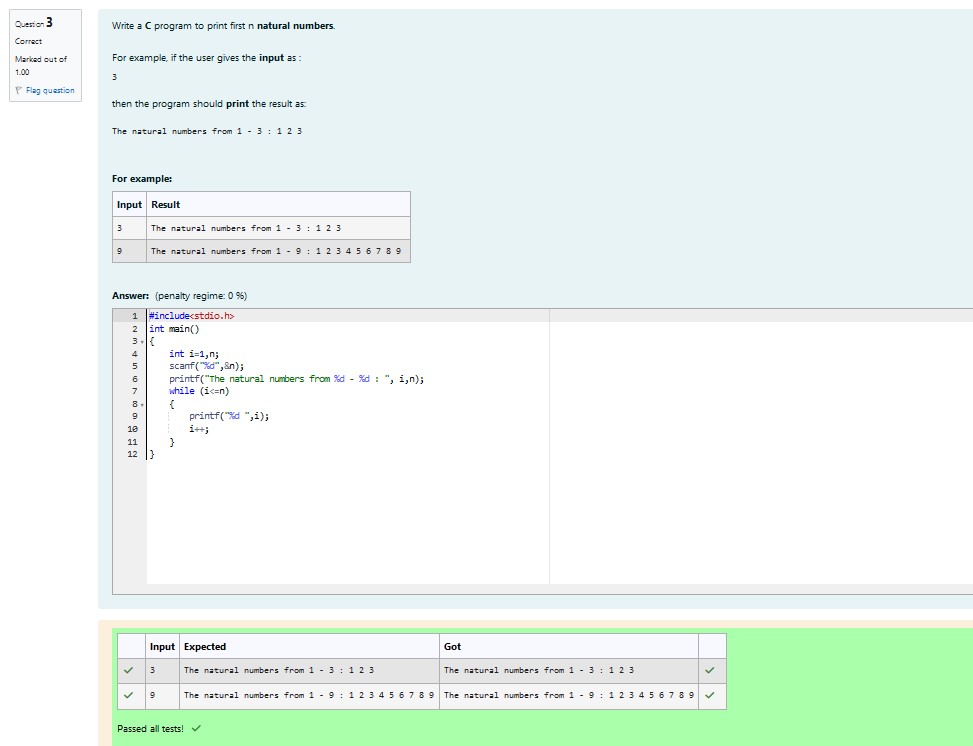 Question 3
Correct
Marked out of
1.00
Flag question
Write a C program to print first n natural numbers.
For example, if the user gives the input as :
3
then the program should print the result as:
The natural numbers from 1 - 3 : 1 2 3
For example:
Input Result
3 The natural numbers from 1 - 3 : 1 2 3
9 The natural numbers from 1 - 9 : 1 2 3 4 5 6 7 8 9
Answer: (penalty regime: 0 %)
1 #include<stdio.h>
2 int main()
3 {
4 int i=1,n;
5 scanf("%d",&n);
6 printf("The natural numbers from %d - %d : ", i,n);
7 while (i<=n)
8 {
9 printf("%d ",i);
10 i++;
11 }
12 }
Input Expected Got
3 The natural numbers from 1 - 3 : 1 2 3 The natural numbers from 1 - 3 : 1 2 3
9 The natural numbers from 1 - 9 : 1 2 3 4 5 6 7 8 9 The natural numbers from 1 - 9 : 1 2 3 4 5 6 7 8 9
Passed all tests!